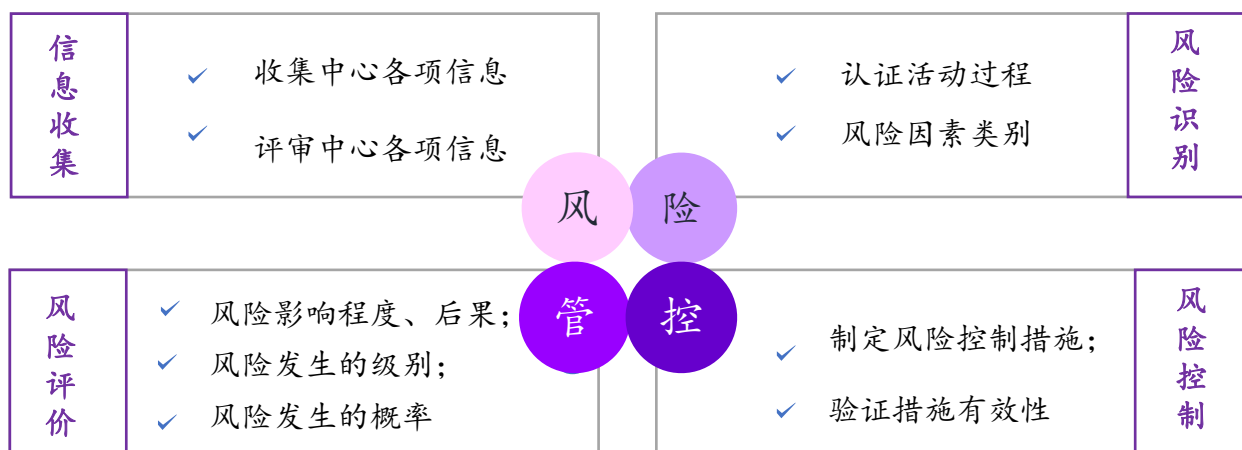 信息收集
收集中心各项信息
评审中心各项信息
认证活动过程
风险因素类别
风险识别
风
险
管
控
风险评价
风险影响程度、后果；
风险发生的级别；
风险发生的概率
制定风险控制措施；
验证措施有效性
风险控制